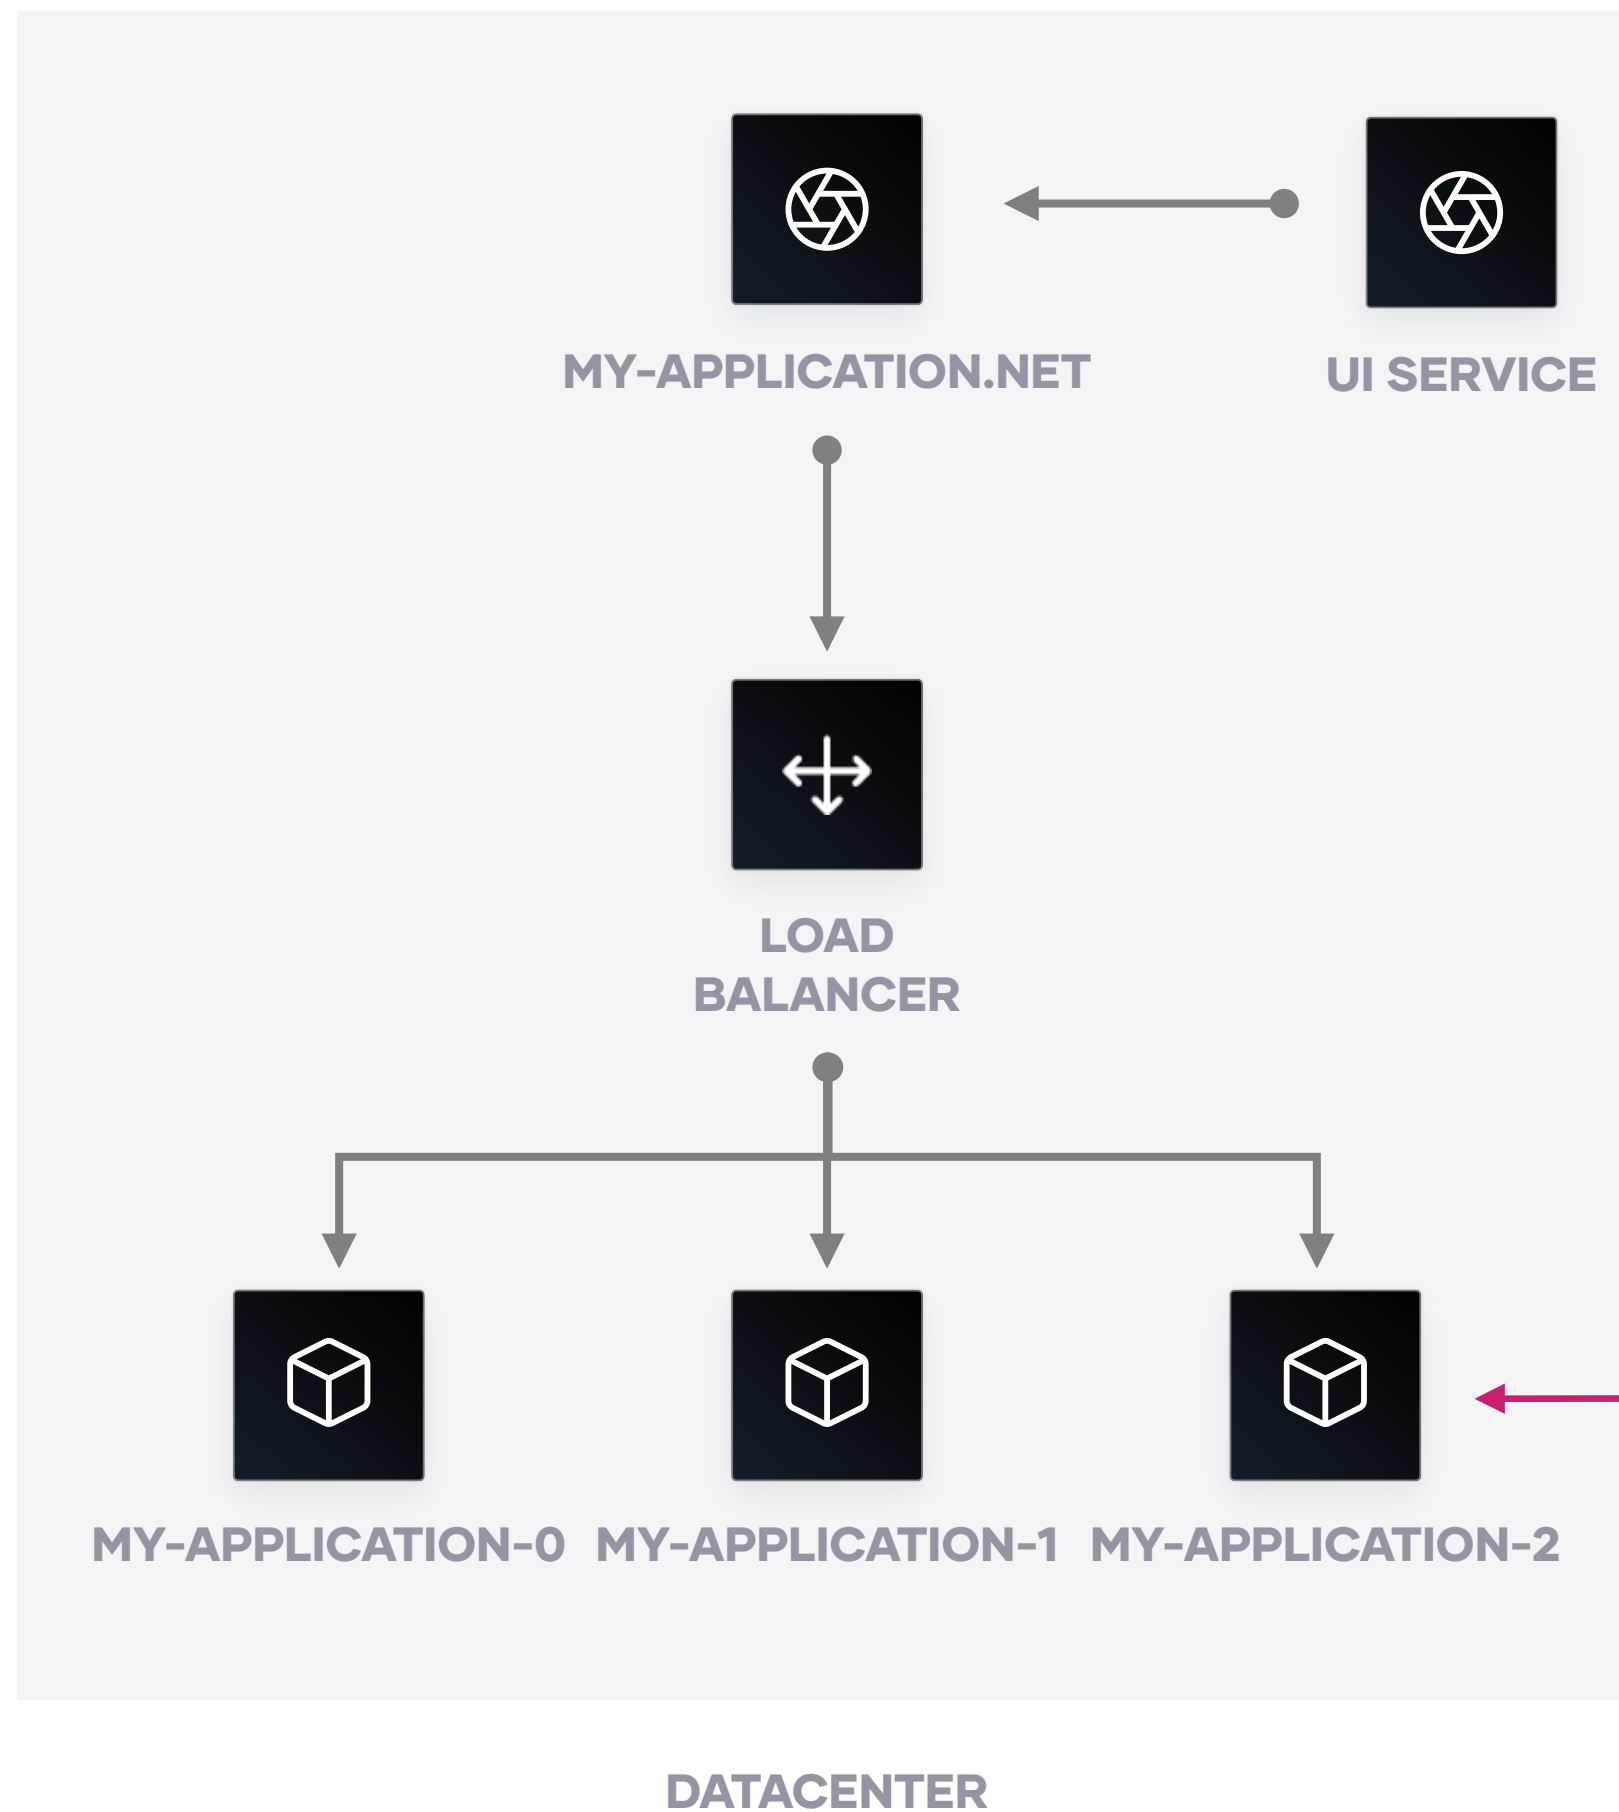 MY-APPLICATION.NET
UI SERVICE
LOAD
BALANCER
MY-APPLICATION-0
MY-APPLICATION-1
MY-APPLICATION-2
DATACENTER